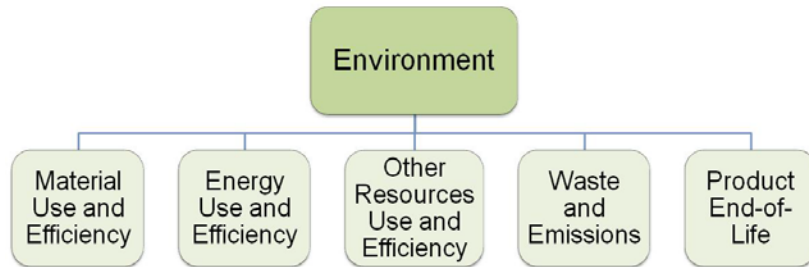 Environment
Material
Use and
Efficiency
Energy
Use and
Efficiency
Other
Resources
Use and
Efficiency
Waste
and
Emissions
Product
End-of-
Life